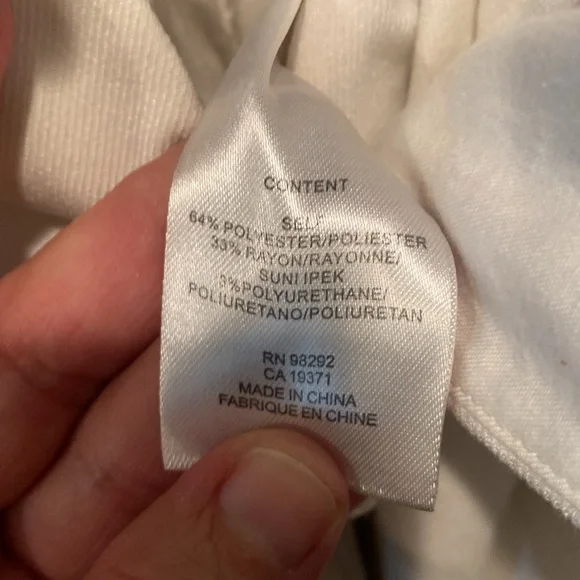 CONTENT
SELF
64% POLYESTER/POLIESTER
33% RAYON/RAYONNE/
SUNI IPEK
3%POLYURETHANE/
POLIURETANO/POLIURETAN
RN 98292
CA 19371
MADE IN CHINA
FABRIQUE EN CHINE